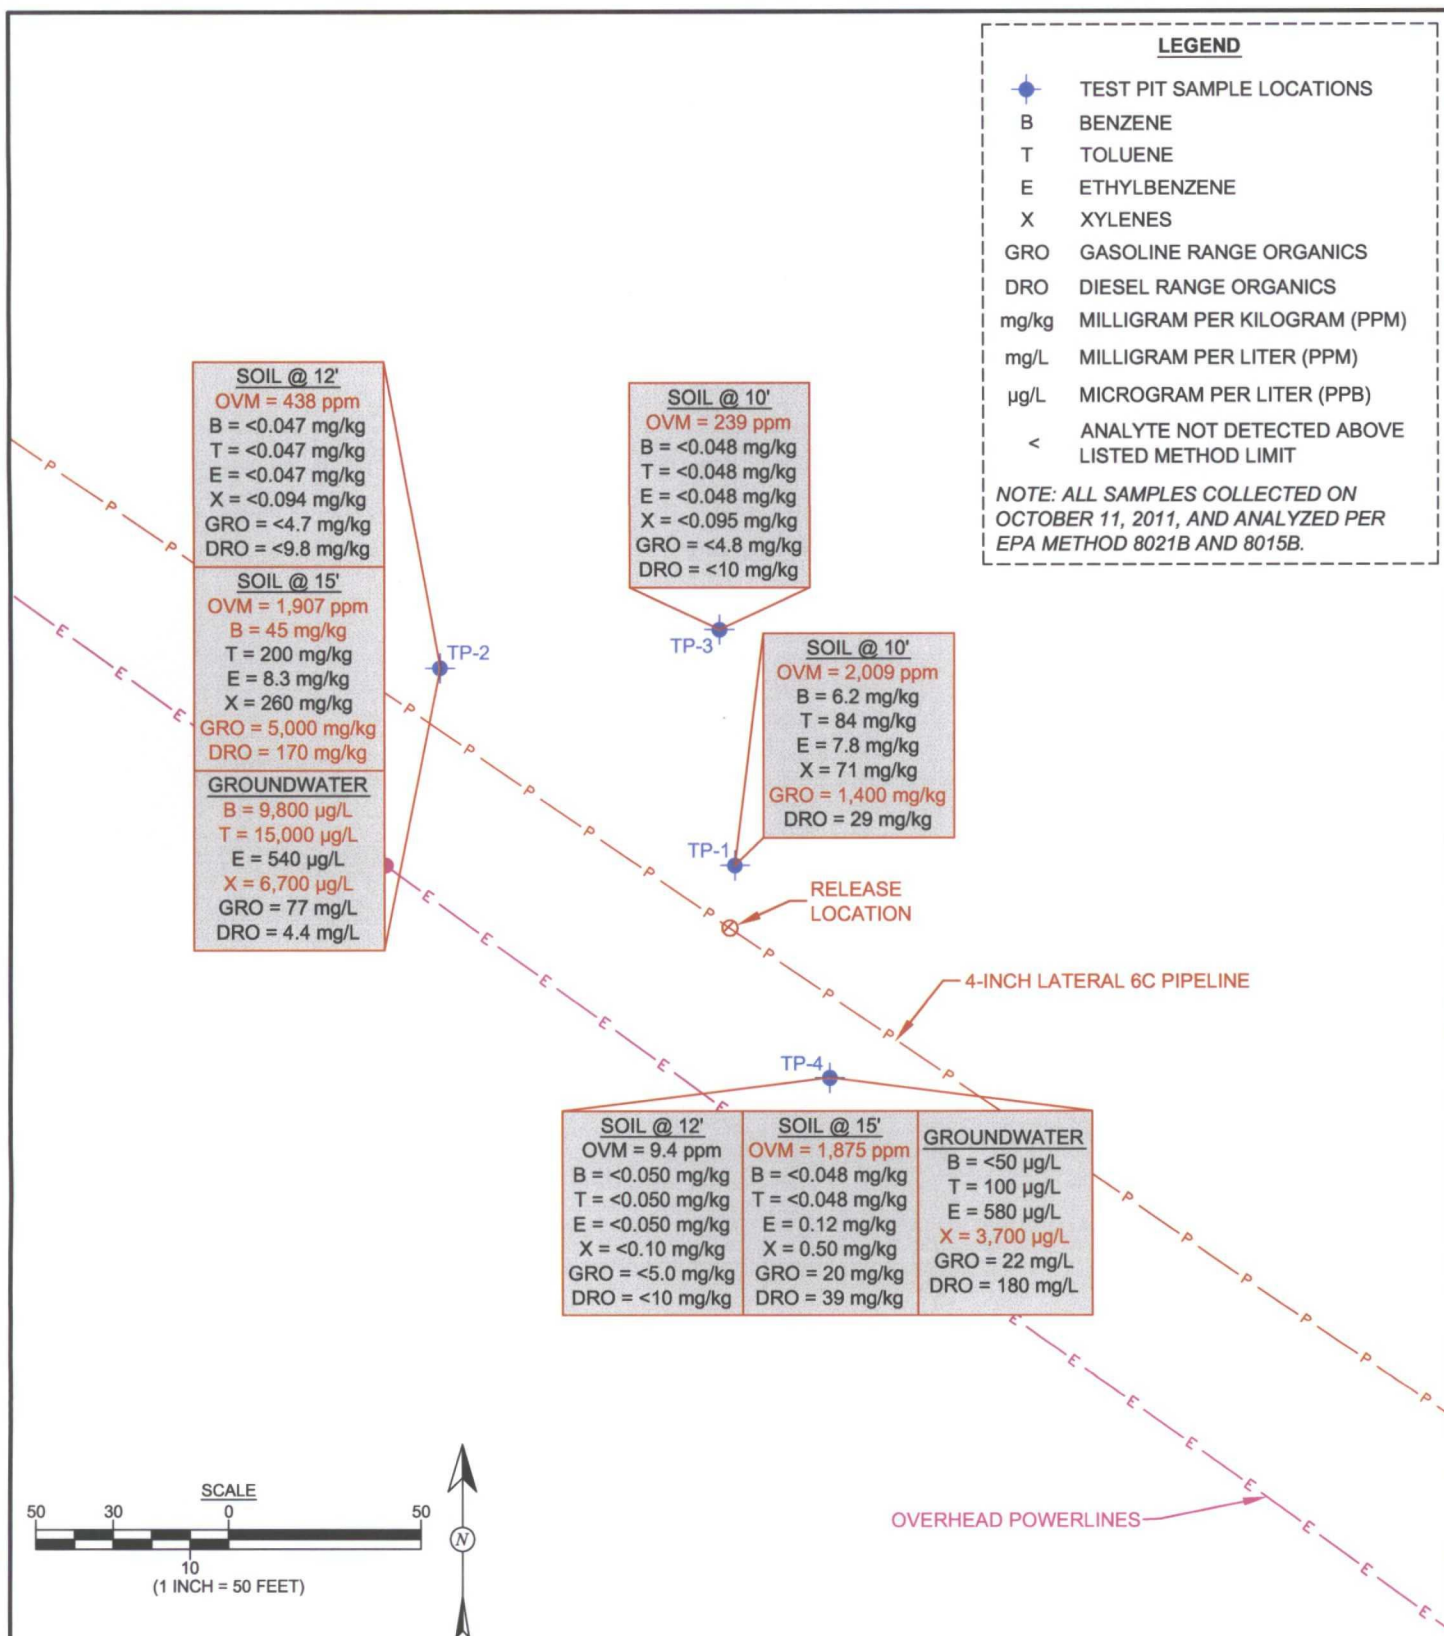 LEGEND
TEST PIT SAMPLE LOCATIONS
B BENZENE
T TOLUENE
E ETHYLBENZENE
X XYLENES
GRO GASOLINE RANGE ORGANICS
DRO DIESEL RANGE ORGANICS
mg/kg MILLIGRAM PER KILOGRAM (PPM)
mg/L MILLIGRAM PER LITER (PPM)
µg/L MICROGRAM PER LITER (PPB)
< ANALYTE NOT DETECTED ABOVE
LISTED METHOD LIMIT
NOTE: ALL SAMPLES COLLECTED ON
OCTOBER 11, 2011, AND ANALYZED PER
EPA METHOD 8021B AND 8015B.
SOIL @ 12'
OVM = 438 ppm
B = <0.047 mg/kg
T = <0.047 mg/kg
E = <0.047 mg/kg
X = <0.094 mg/kg
GRO = <4.7 mg/kg
DRO = <9.8 mg/kg
SOIL @ 15'
OVM = 1,907 ppm
B = 45 mg/kg
T = 200 mg/kg
E = 8.3 mg/kg
X = 260 mg/kg
GRO = 5,000 mg/kg
DRO = 170 mg/kg
GROUNDWATER
B = 9,800 µg/L
T = 15,000 µg/L
E = 540 µg/L
X = 6,700 µg/L
GRO = 77 mg/L
DRO = 4.4 mg/L
TP-2
SOIL @ 10'
OVM = 239 ppm
B = <0.048 mg/kg
T = <0.048 mg/kg
E = <0.048 mg/kg
X = <0.095 mg/kg
GRO = <4.8 mg/kg
DRO = <10 mg/kg
TP-3
SOIL @ 10'
OVM = 2,009 ppm
B = 6.2 mg/kg
T = 84 mg/kg
E = 7.8 mg/kg
X = 71 mg/kg
GRO = 1,400 mg/kg
DRO = 29 mg/kg
TP-1
RELEASE
LOCATION
4-INCH LATERAL 6C PIPELINE
TP-4
SOIL @ 12'
OVM = 9.4 ppm
B = <0.050 mg/kg
T = <0.050 mg/kg
E = <0.050 mg/kg
X = <0.10 mg/kg
GRO = <5.0 mg/kg
DRO = <10 mg/kg
SOIL @ 15'
OVM = 1,875 ppm
B = <0.048 mg/kg
T = <0.048 mg/kg
E = 0.12 mg/kg
X = 0.50 mg/kg
GRO = 20 mg/kg
DRO = 39 mg/kg
GROUNDWATER
B = <50 µg/L
T = 100 µg/L
E = 580 µg/L
X = 3,700 µg/L
GRO = 22 mg/L
DRO = 180 mg/L
P P P P P P P P P P P P P P P P P P P P
E E E E E E E E E E E E E E E
OVERHEAD POWERLINES
SCALE
50 30 0 50
10
(1 INCH = 50 FEET)
N